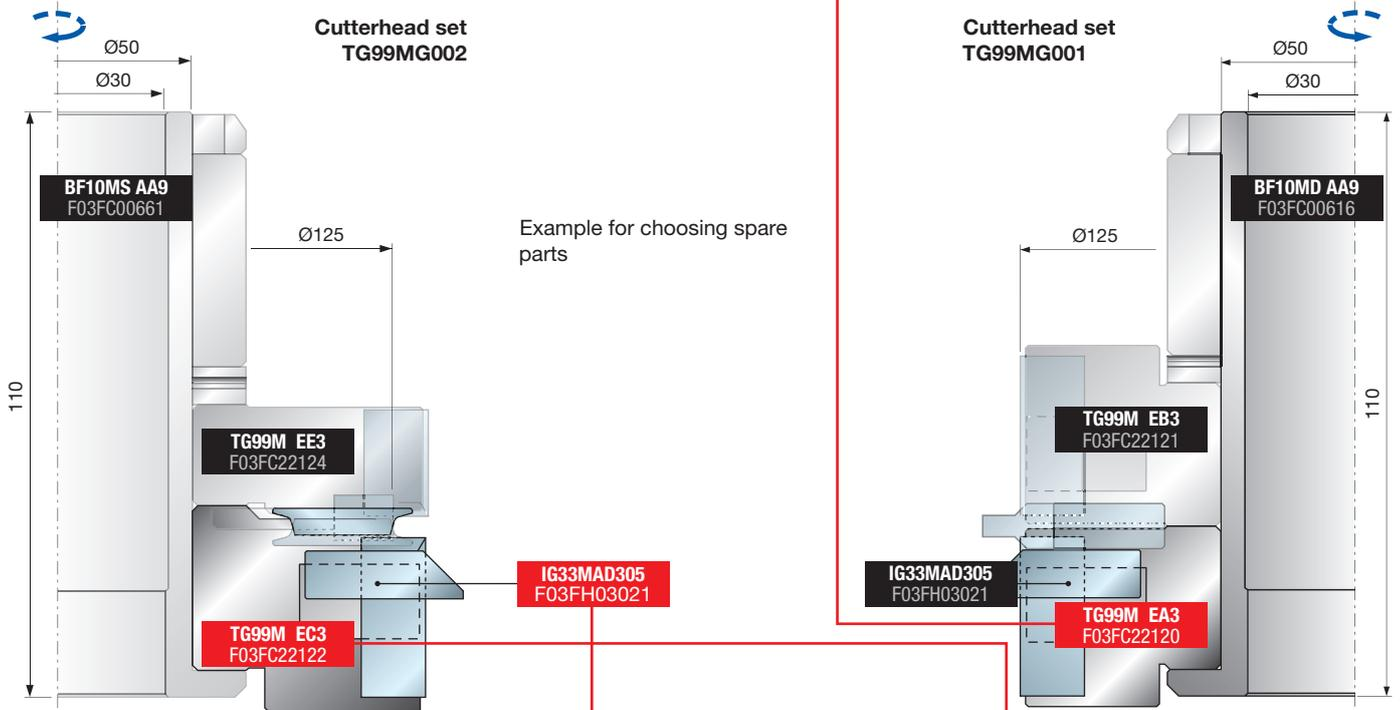 Cutterhead set
TG99MG002
Ø50
Ø30
110
BF10MS AA9
F03FC00661
Ø125
Example for choosing spare
parts
TG99M EE3
F03FC22124
IG33MAD305
F03FH03021
TG99M EC3
F03FC22122
Cutterhead set
TG99MG001
Ø50
Ø30
BF10MD AA9
F03FC00616
Ø125
110
TG99M EB3
F03FC22121
IG33MAD305
F03FH03021
TG99M EA3
F03FC22120